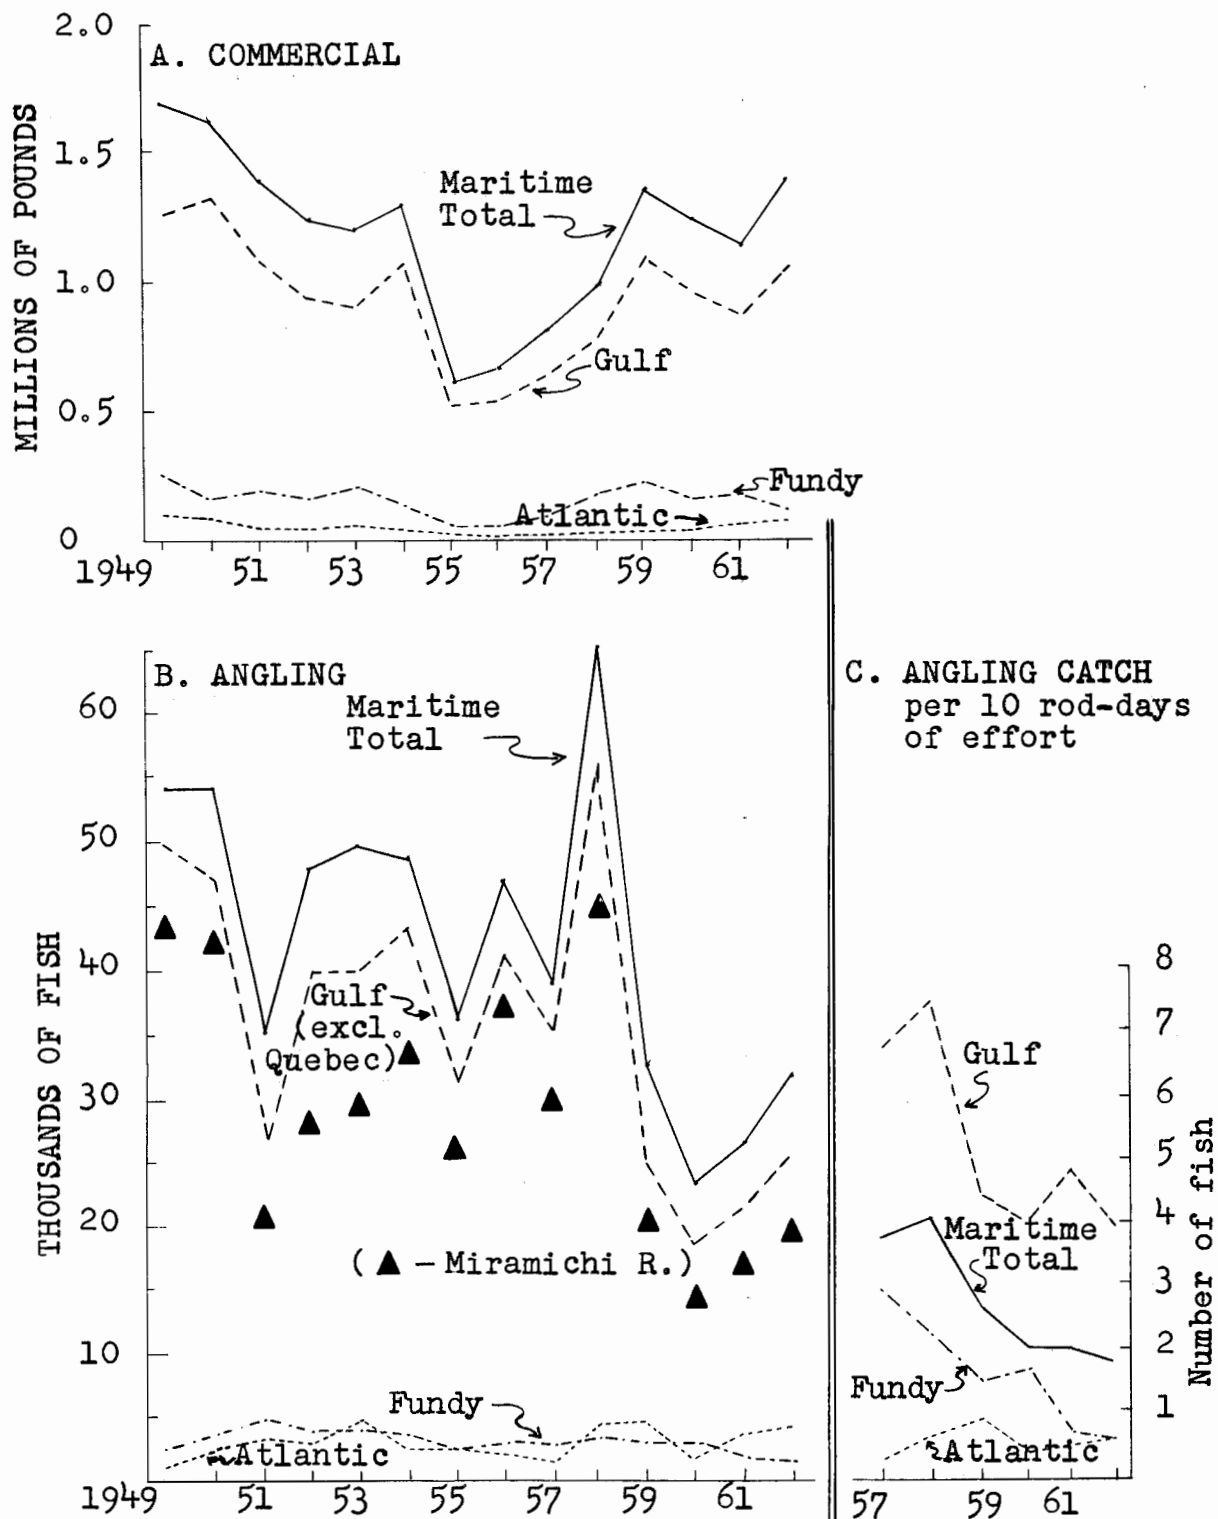 A. COMMERCIAL
MILLIONS OF POUNDS
2.0
1.5
1.0
0.5
0
Maritime
Total
Gulf
Fundy
Atlantic
1949 51 53 55 57 59 61
B. ANGLING
THOUSANDS OF FISH
60
50
40
30
20
10
Maritime
Total
Gulf
(excl.
Quebec)
(▲ – Miramichi R.)
Fundy
Atlantic
1949 51 53 55 57 59 61
C. ANGLING CATCH
per 10 rod-days
of effort
8
7
6
5
4
3
2
1
Number of fish
Gulf
Maritime
Total
Fundy
Atlantic
57 59 61